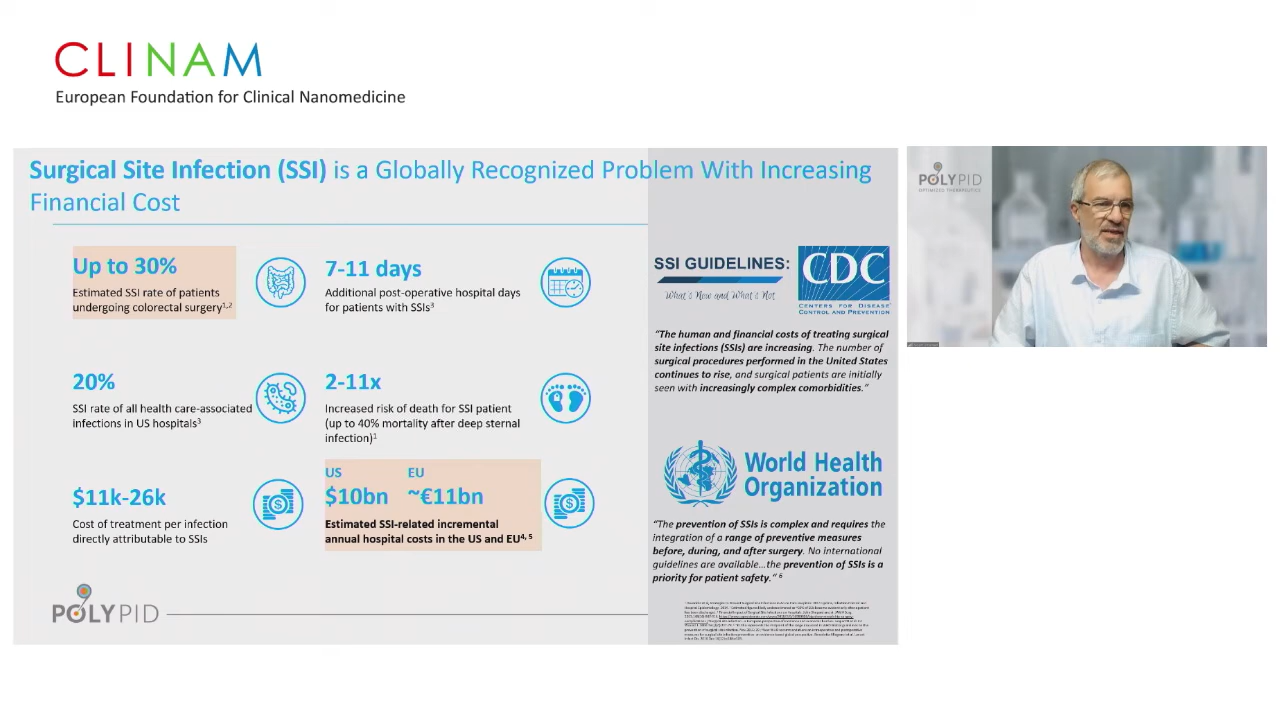 CLINAM
European Foundation for Clinical Nanomedicine
Surgical Site Infection (SSI) is a Globally Recognized Problem With Increasing
Financial Cost
Up to 30%
Estimated SSI rate of patients
undergoing colorectal surgery1,2
7-11 days
Additional post-operative hospital days
for patients with SSIs3
20%
SSI rate of all health care-associated
infections in US hospitals3
2-11x
Increased risk of death for SSI patient
(up to 40% mortality after deep sternal
infection)1
$11k-26k
Cost of treatment per infection
directly attributable to SSIs
US EU
$10bn ~€11bn
Estimated SSI-related incremental
annual hospital costs in the US and EU4, 5
POLYPID
SSI GUIDELINES:
What's New and What's Not
CDC
CENTERS FOR DISEASE
CONTROL AND PREVENTION
"The human and financial costs of treating surgical
site infections (SSIs) are increasing. The number of
surgical procedures performed in the United States
continues to rise, and surgical patients are initially
seen with increasingly complex comorbidities."
World Health
Organization
"The prevention of SSIs is complex and requires the
integration of a range of preventive measures
before, during, and after surgery. No international
guidelines are available...the prevention of SSIs is a
priority for patient safety." 6
POLYPID
OPTIMIZED THERAPEUTICS